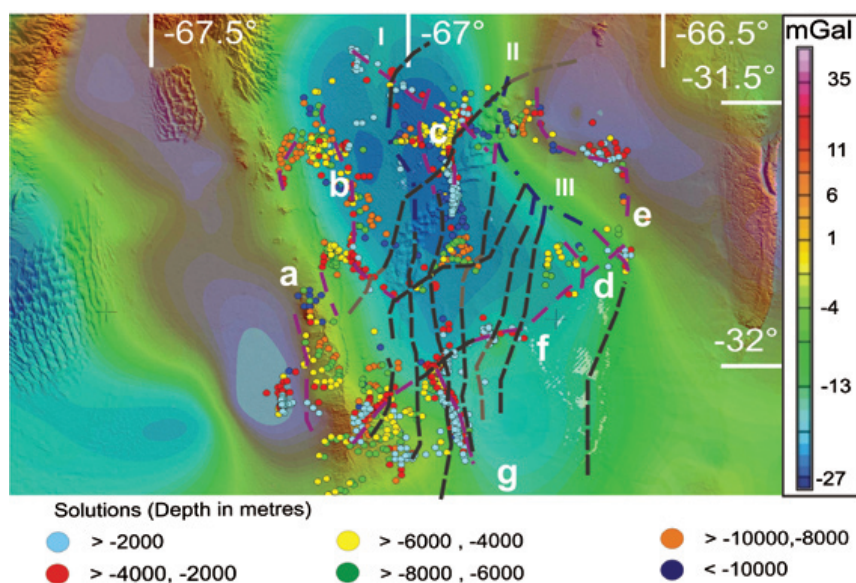 mGal
-67.5°
I
-67°
II
-66.5°
-31.5°
35
11
6
1
-4
-13
-27
c
b
III
e
a
d
f
-32°
g
Solutions (Depth in metres)
> -2000
> -6000 , -4000
> -10000,-8000
> -4000, -2000
> -8000 , -6000
< -10000